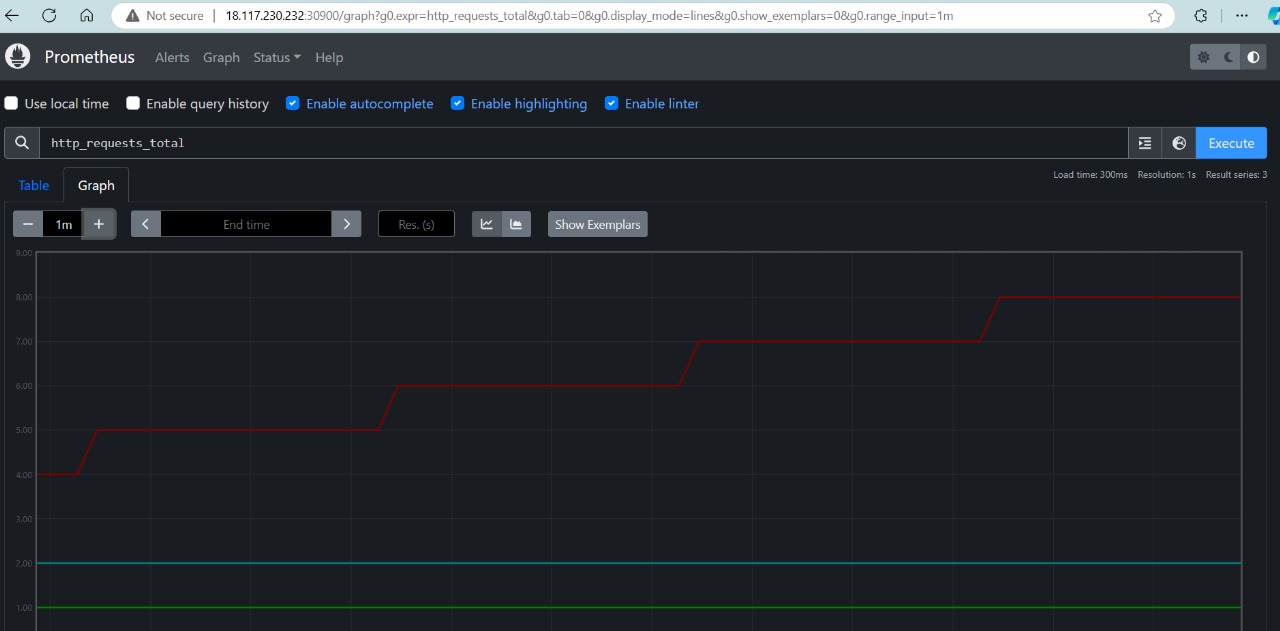 Not secure 18.117.230.232:30900/graph?g0.expr=http_requests_total&g0.tab=0&g0.display_mode=lines&g0.show_exemplars=0&g0.range_input=1m
Prometheus Alerts Graph Status Help
Use local time Enable query history Enable autocomplete Enable highlighting Enable linter
http_requests_total Execute
Load time: 300ms Resolution: 1s Result series: 3
Table Graph
1m End time Res. (s) Show Exemplars
9.00
8.00
7.00
6.00
5.00
4.00
3.00
2.00
1.00